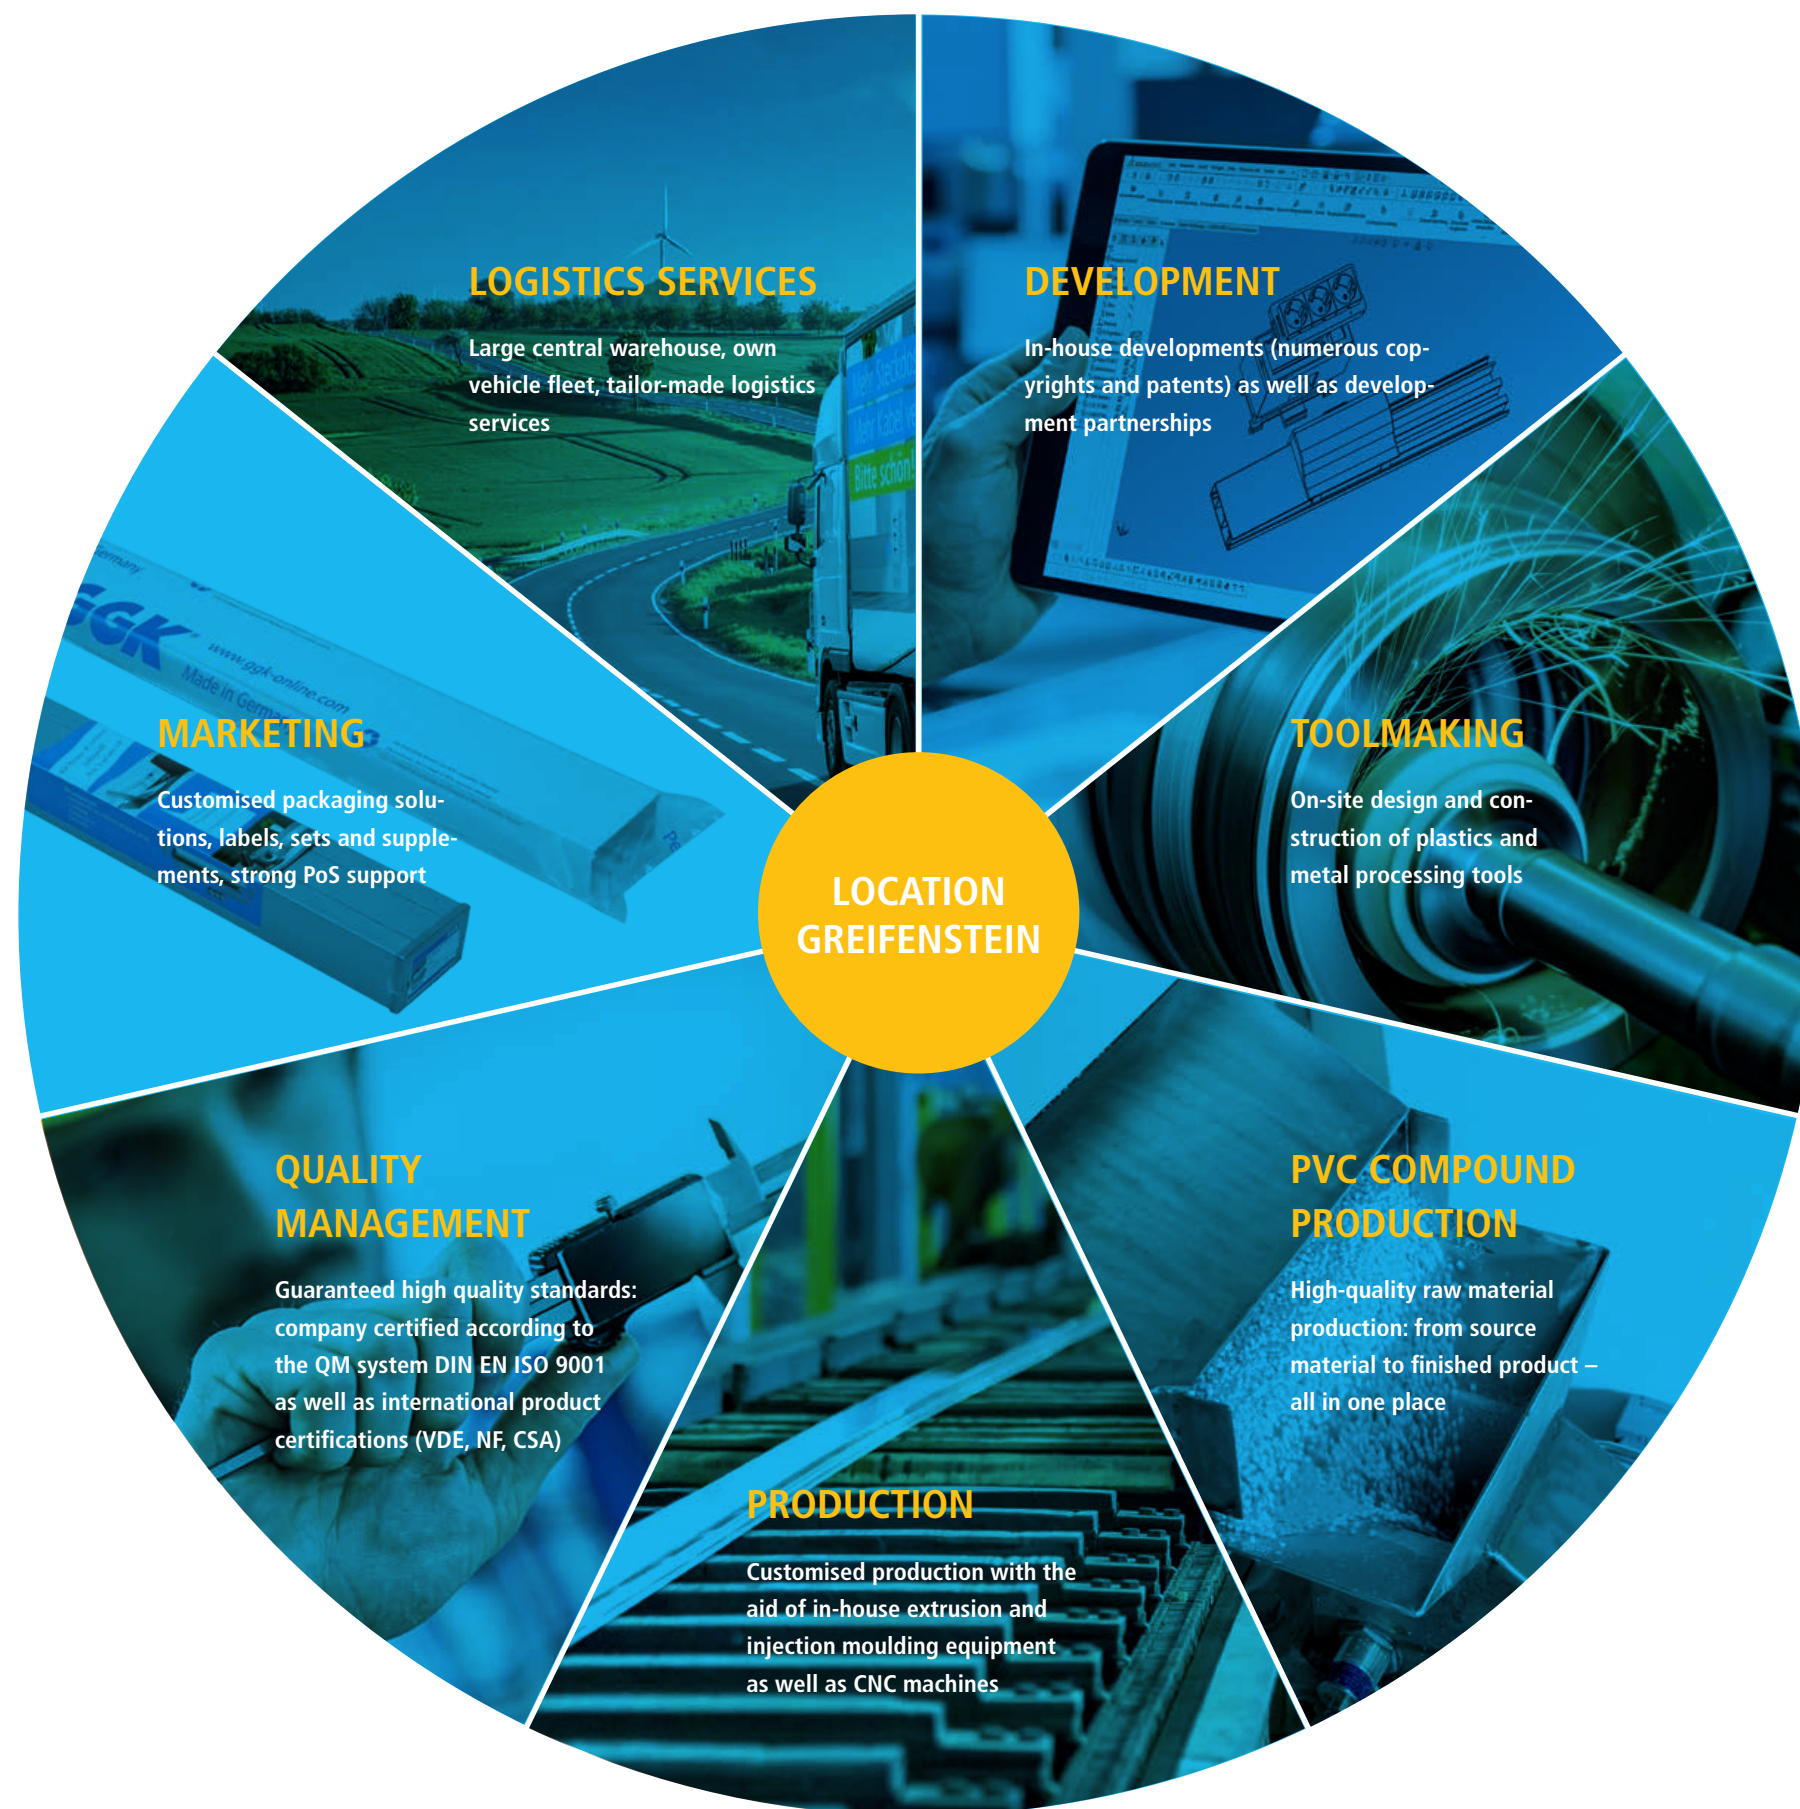 LOGISTICS SERVICES
Large central warehouse, own
vehicle fleet, tailor-made logistics
services
Mehr Kabel
Bitte schön!
DEVELOPMENT
In-house developments (numerous cop-
yrights and patents) as well as develop-
ment partnerships
TOOLMAKING
On-site design and con-
struction of plastics and
metal processing tools
PVC COMPOUND
PRODUCTION
High-quality raw material
production: from source
material to finished product –
all in one place
PRODUCTION
Customised production with the
aid of in-house extrusion and
injection moulding equipment
as well as CNC machines
QUALITY
MANAGEMENT
Guaranteed high quality standards:
company certified according to
the QM system DIN EN ISO 9001
as well as international product
certifications (VDE, NF, CSA)
MARKETING
Customised packaging solu-
tions, labels, sets and supple-
ments, strong PoS support
GGK
www.ggk-online.com
Made in Germany
LOCATION
GREIFENSTEIN